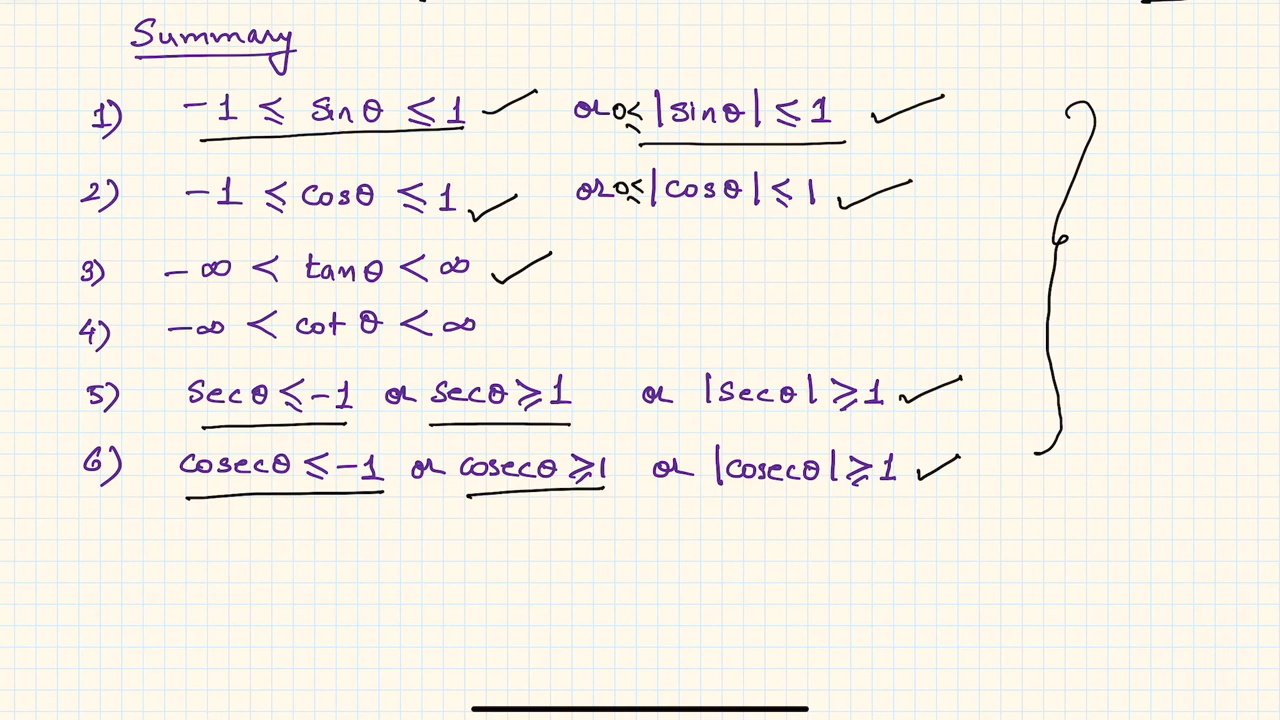 Summary
1) -1 ≤ sinθ ≤ 1 or 0 ≤ |sinθ| ≤ 1
2) -1 ≤ cosθ ≤ 1 or 0 ≤ |cosθ| ≤ 1
3) -∞ < tanθ < ∞
4) -∞ < cot θ < ∞
5) secθ ≤ -1 or secθ ≥ 1 or |secθ| ≥ 1
6) cosecθ ≤ -1 or cosecθ ≥ 1 or |cosecθ| ≥ 1